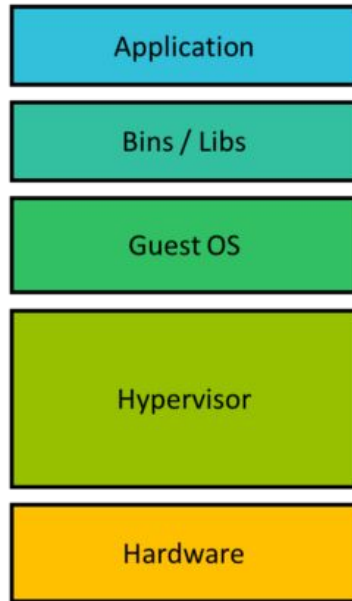 Application
Bins / Libs
Guest OS
Hypervisor
Hardware